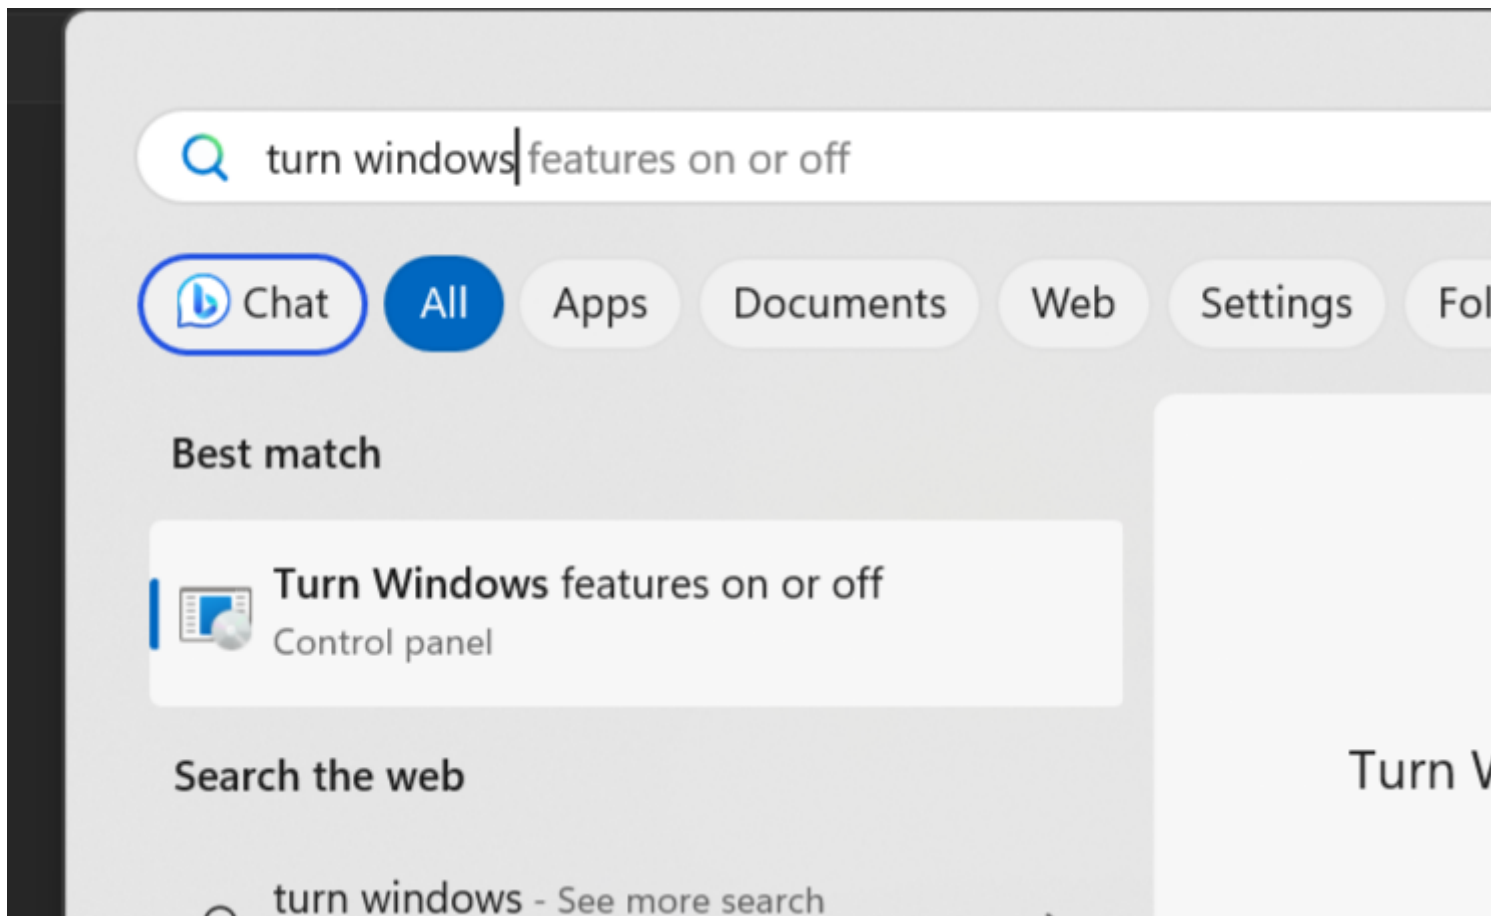 turn windows features on or off
Chat All Apps Documents Web Settings Fol
Best match
Turn Windows features on or off
Control panel
Search the web
Turn W
turn windows - See more search